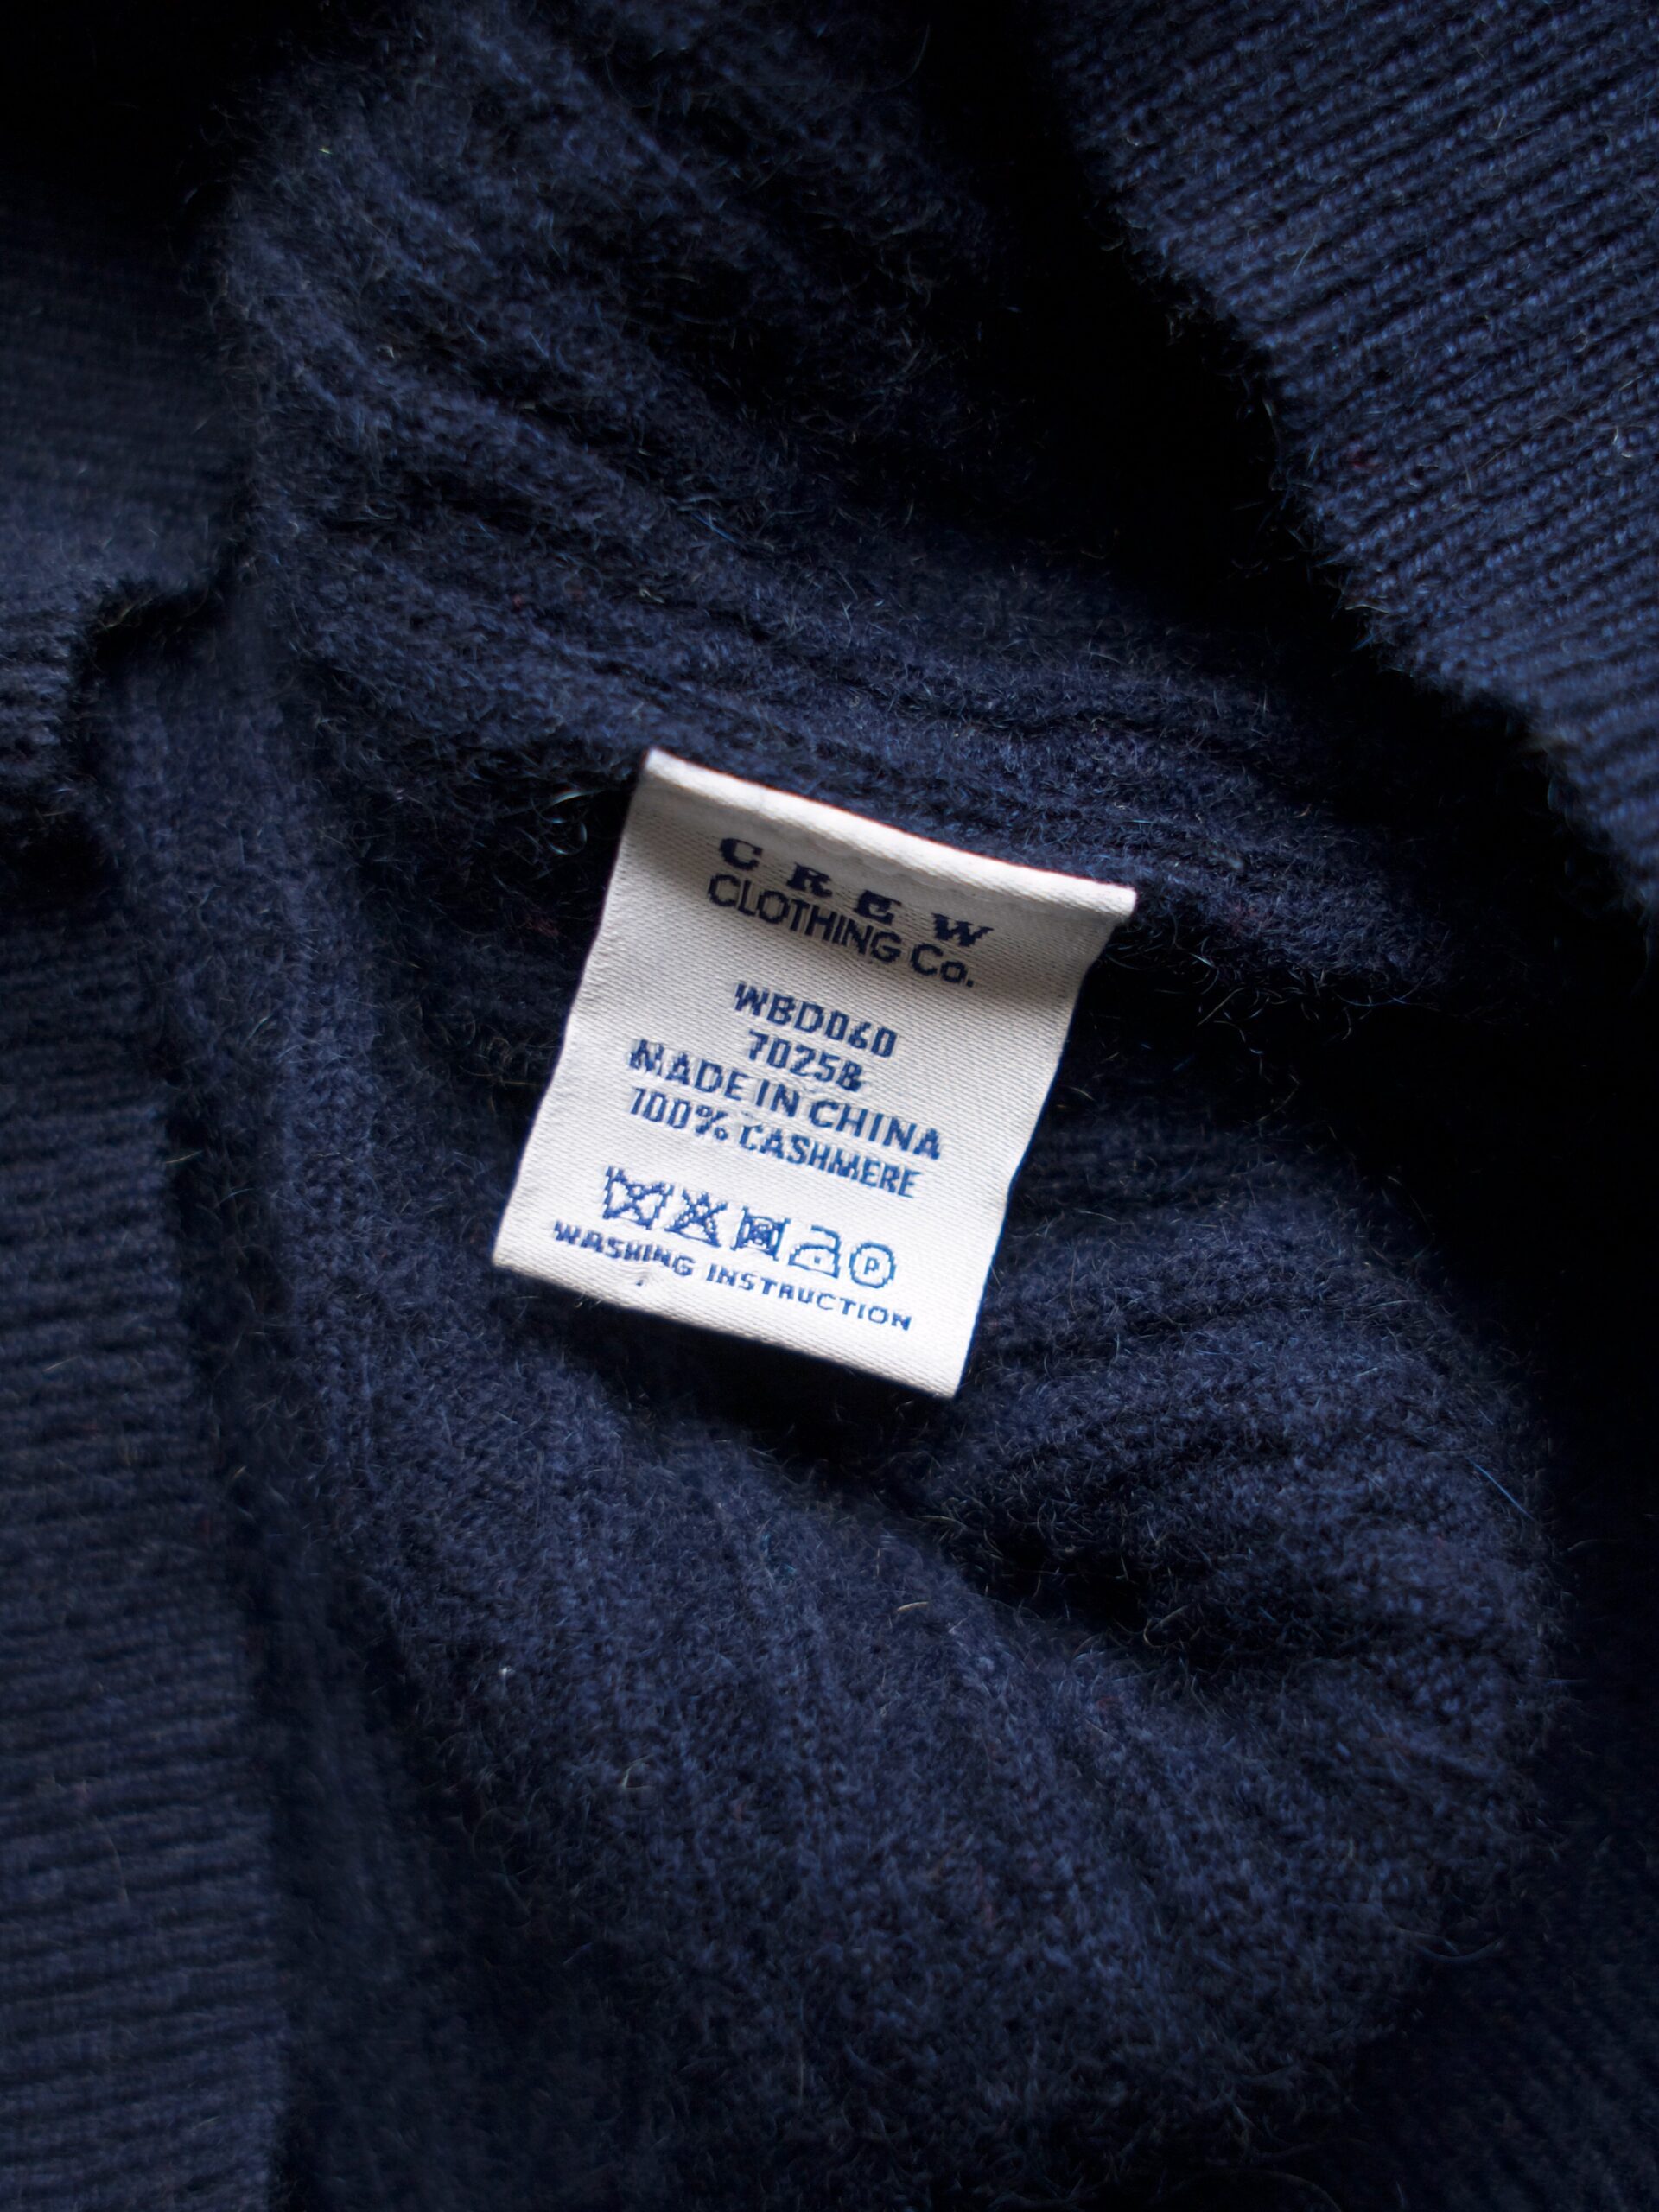 CREW
CLOTHING Co.
WBD060
70258
MADE IN CHINA
100% CASHMERE
P
WASHING INSTRUCTION